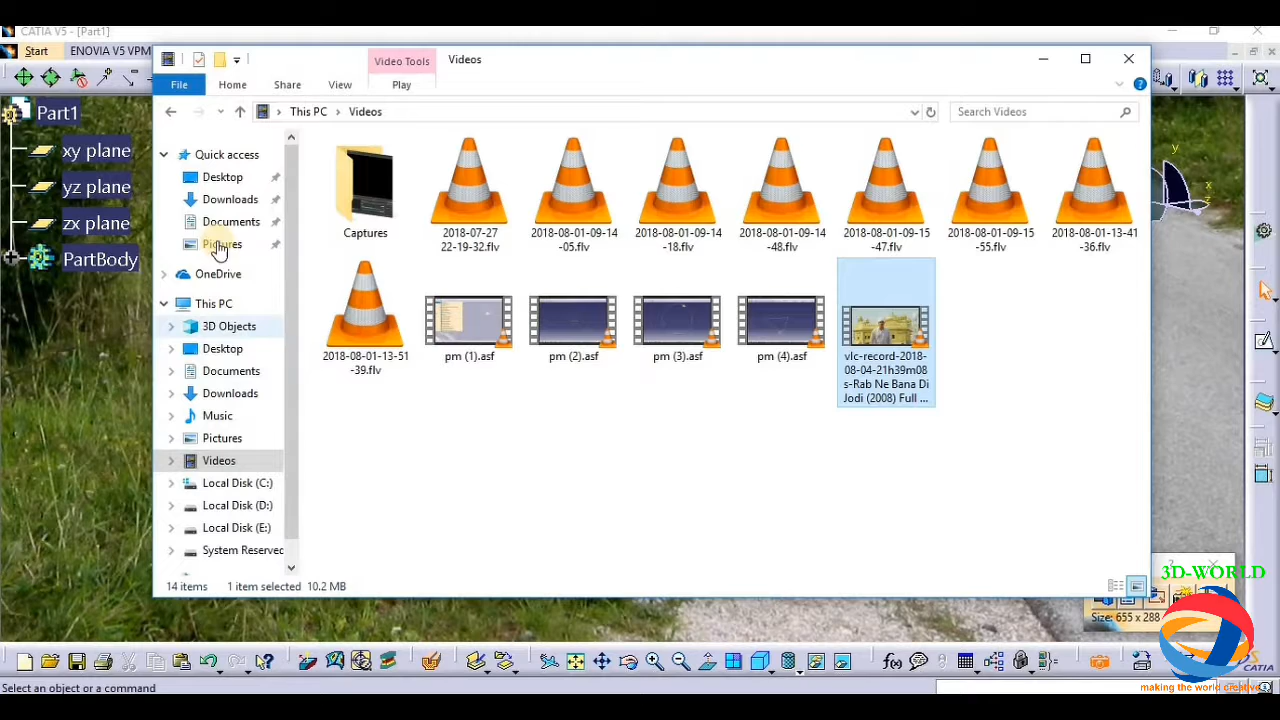 CATIA V5 - [Part1]
Start
ENOVIA V5 VPM
Video Tools
Videos
File
Home
Share
View
Play
This PC
Videos
Search Videos
Part1
xy plane
yz plane
zx plane
PartBody
Quick access
Desktop
Downloads
Documents
Pictures
OneDrive
This PC
3D Objects
Desktop
Documents
Downloads
Music
Pictures
Videos
Local Disk (C:)
Local Disk (D:)
Local Disk (E:)
System Reserved
Captures
2018-07-27
22-19-32.flv
2018-08-01-09-14
-05.flv
2018-08-01-09-14
-18.flv
2018-08-01-09-14
-48.flv
2018-08-01-09-15
-47.flv
2018-08-01-09-15
-55.flv
2018-08-01-13-41
-36.flv
2018-08-01-13-51
-39.flv
pm (1).asf
pm (2).asf
pm (3).asf
pm (4).asf
vlc-record-2018-
08-04-21h39m08
s-Rab Ne Bana Di
Jodi (2008) Full ...
y
x
z
14 items
1 item selected
10.2 MB
3D-WORLD
Size: 655 x 288
f(x)
CATIA
making the world creative
Select an object or a command